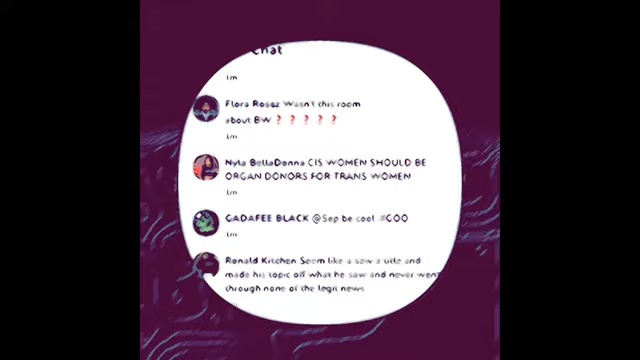 Chat
1m
Flora Rosez Wasn't this room
about BW ❓❓❓❓❓
1m
Nyla BellaDonna CIS WOMEN SHOULD BE
ORGAN DONORS FOR TRANS WOMEN
1m
GADAFEE BLACK @Sep be cool
1m
Ronald Kitchen Seem like a saw a title and
made his topic off what he saw and never went
through none of the legit news